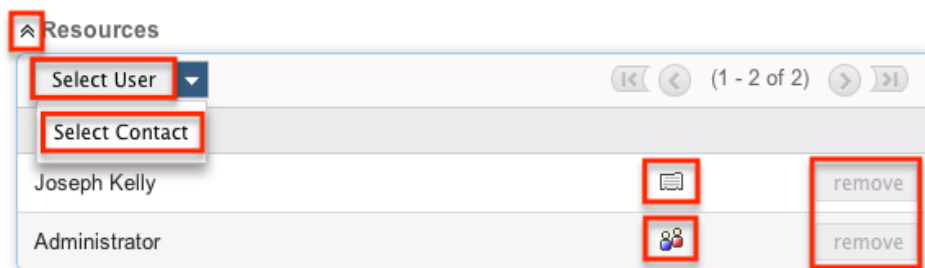 Resources
Select User
(1 - 2 of 2)
Select Contact
Joseph Kelly
remove
Administrator
remove